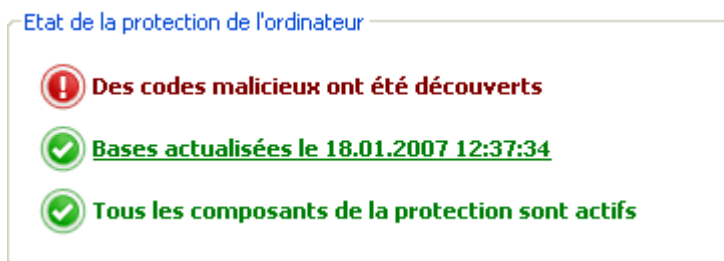 Etat de la protection de l'ordinateur
Des codes malicieux ont été découverts
Bases actualisées le 18.01.2007 12:37:34
Tous les composants de la protection sont actifs